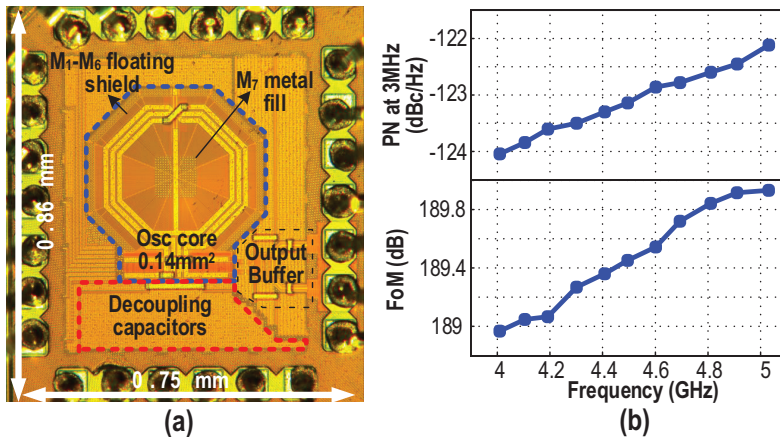 M1-M6 floating
shield
M7 metal
fill
0.86 mm
Osc core
0.14mm²
Output
Buffer
Decoupling
capacitors
0.75 mm
(a)
PN at 3MHz
(dBc/Hz)
-122
-123
-124
FoM (dB)
189.8
189.4
189
4 4.2 4.4 4.6 4.8 5
Frequency (GHz)
(b)